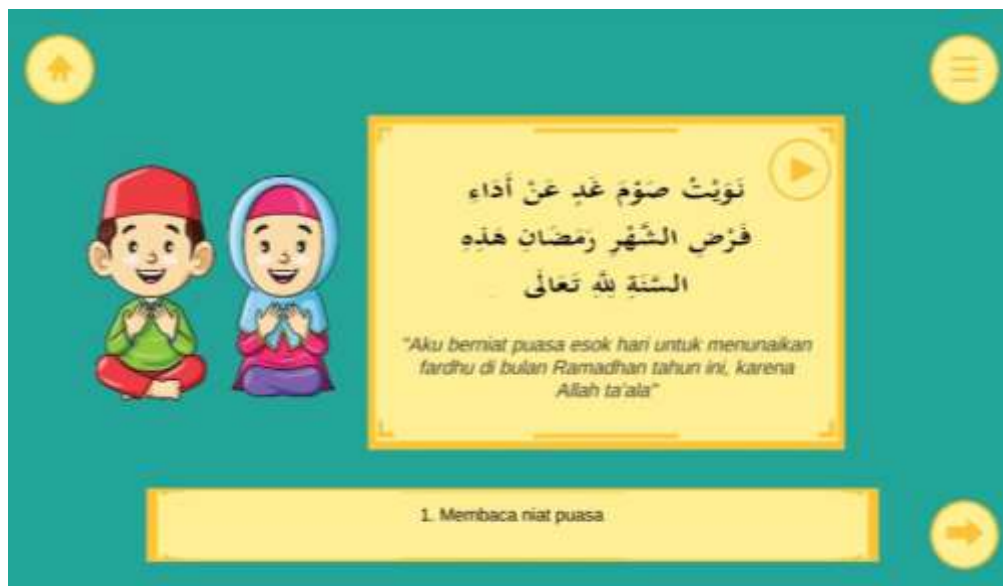 نَوَيْتُ صَوْمَ غَدٍ عَنْ أَدَاءِ
فَرْضِ الشَّهْرِ رَمَضَانِ هَذِهِ
السَّنَةِ لِلَّهِ تَعَالَى
"Aku berniat puasa esok hari untuk menunaikan
fardhu di bulan Ramadhan tahun ini, karena
Allah ta'ala"
1. Membaca niat puasa